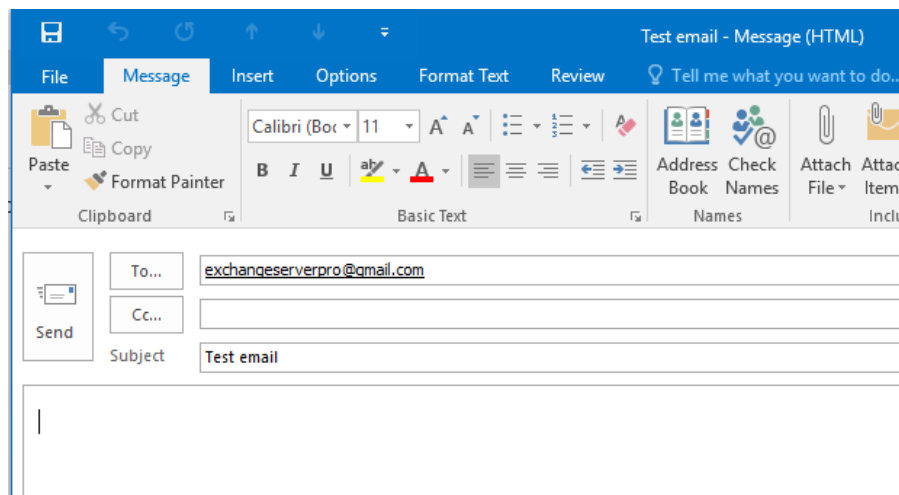 Test email - Message (HTML)
File Message Insert Options Format Text Review Tell me what you want to do...
Cut
Copy
Paste
Format Painter
Calibri (Boc 11
B I U
Address Book
Check Names
Attach File
Attac
Item
Clipboard Basic Text Names Inclu
To... exchangeserverpro@gmail.com
Cc...
Send
Subject Test email